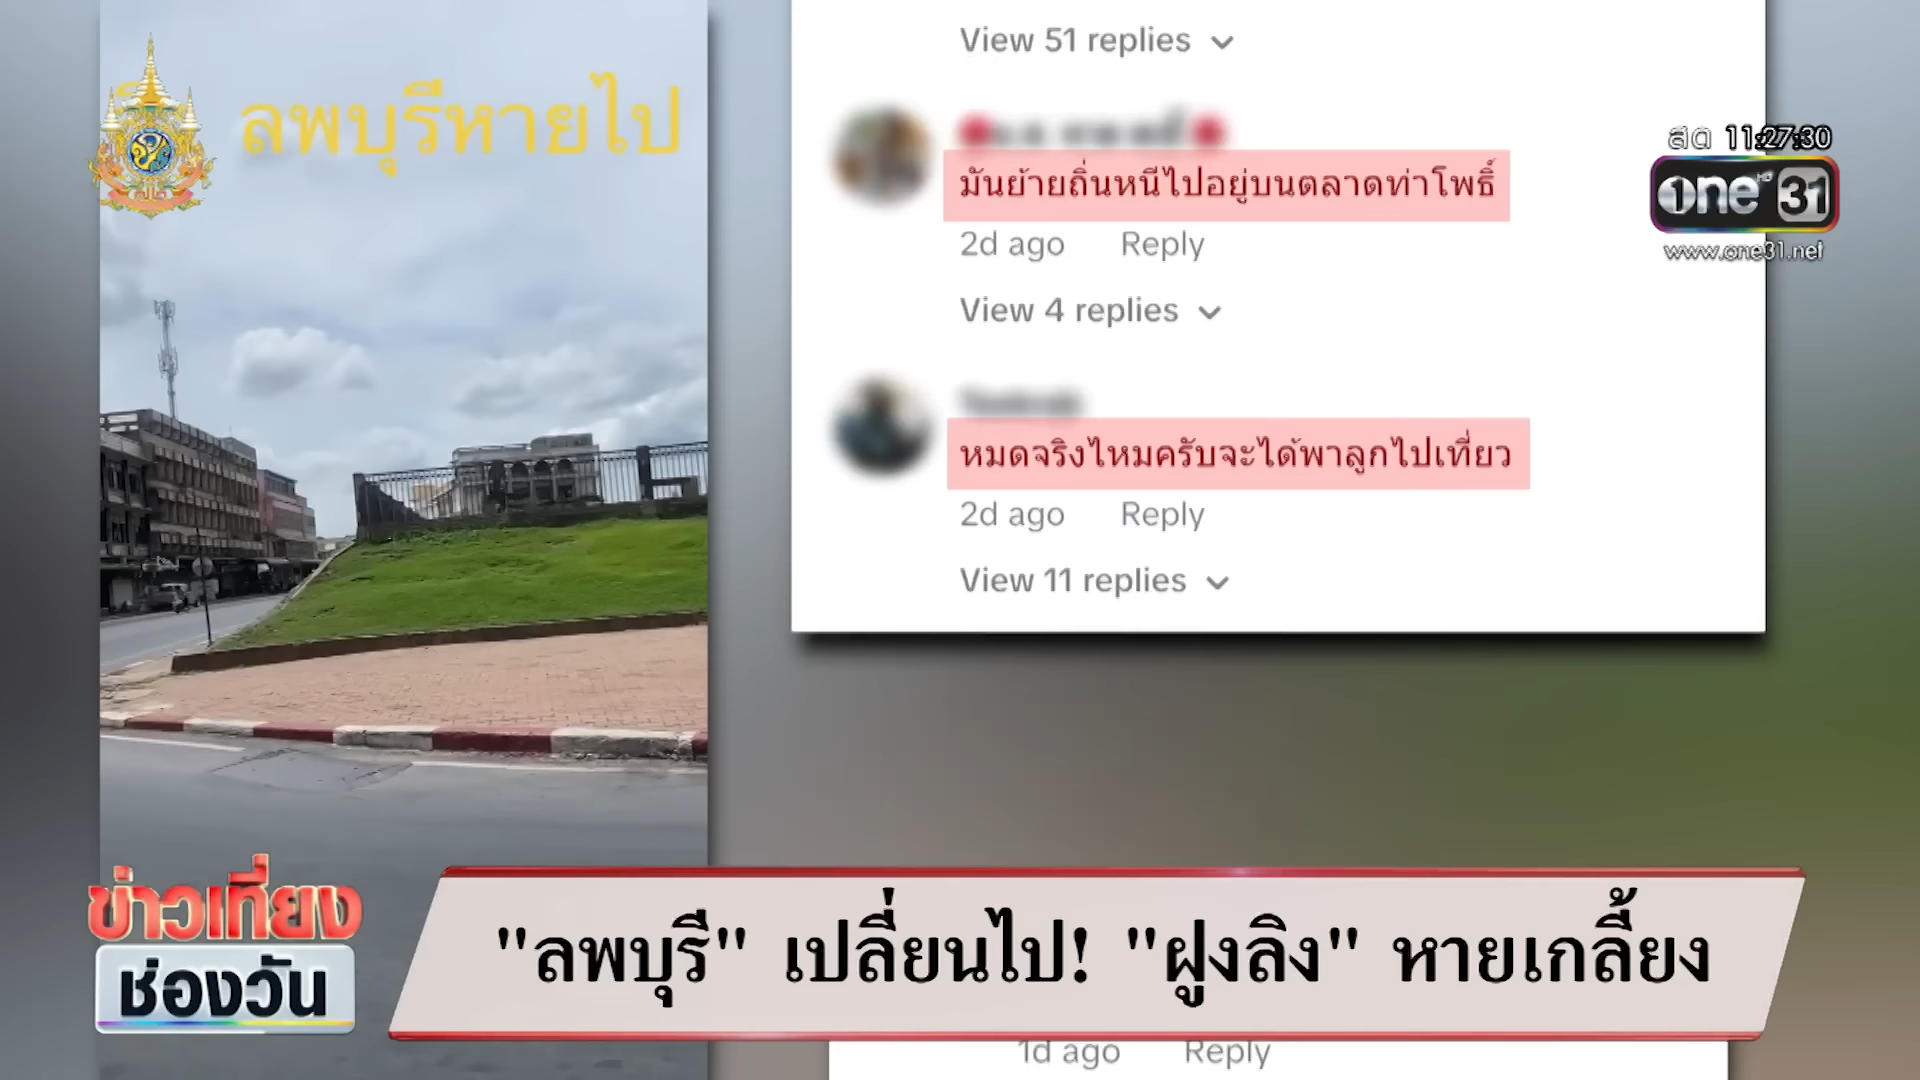 ลพบุรีหายไป
View 51 replies
มันย้ายถิ่นหนีไปอยู่บนตลาดท่าโพธิ์
2d ago Reply
View 4 replies
หมดจริงไหมครับจะได้พาลูกไปเที่ยว
2d ago Reply
View 11 replies
สด 11:27:30
one HD 31
www.one31.net
ข่าวเที่ยง
ช่องวัน
"ลพบุรี" เปลี่ยนไป! "ฝูงลิง" หายเกลี้ยง
1d ago Reply